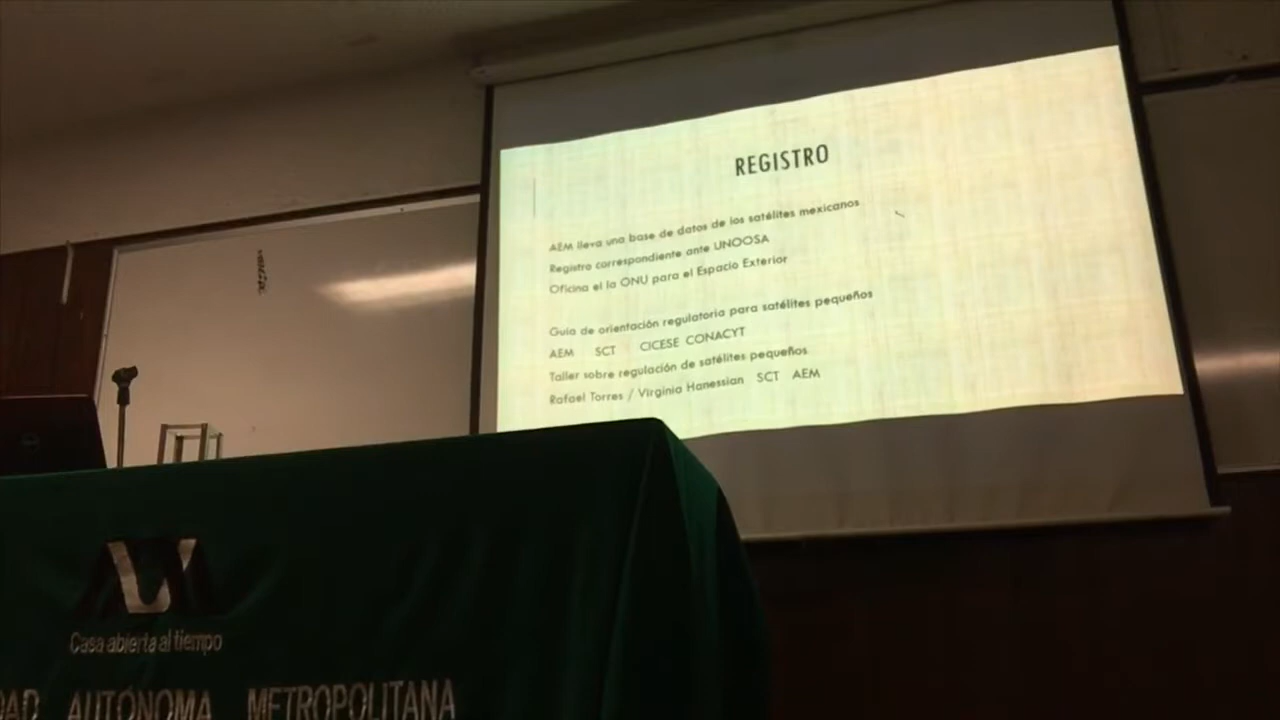 REGISTRO
AEM lleva una base de datos de los satélites mexicanos
Registro correspondiente ante UNOOSA
Oficina el la ONU para el Espacio Exterior
Guia de orientación regulatoria para satélites pequeños
AEM SCT CICESE CONACYT
Taller sobre regulación de satélites pequeños
Rafael Torres / Virginia Hanessian SCT AEM
Casa abierta al tiempo
DAD AUTÓNOMA METROPOLITANA